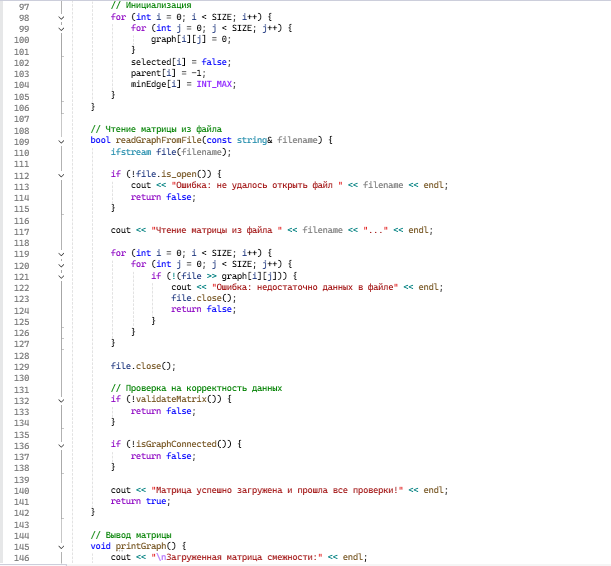 97 // Инициализация
98 for (int i = 0; i < SIZE; i++) {
99 for (int j = 0; j < SIZE; j++) {
100 graph[i][j] = 0;
101 }
102 selected[i] = false;
103 parent[i] = -1;
104 minEdge[i] = INT_MAX;
105 }
106 }
107
108 // Чтение матрицы из файла
109 bool readGraphFromFile(const string& filename) {
110 ifstream file(filename);
111
112 if (!file.is_open()) {
113 cout << "Ошибка: не удалось открыть файл " << filename << endl;
114 return false;
115 }
116
117 cout << "Чтение матрицы из файла " << filename << "..." << endl;
118
119 for (int i = 0; i < SIZE; i++) {
120 for (int j = 0; j < SIZE; j++) {
121 if (!(file >> graph[i][j])) {
122 cout << "Ошибка: недостаточно данных в файле" << endl;
123 file.close();
124 return false;
125 }
126 }
127 }
128
129 file.close();
130
131 // Проверка на корректность данных
132 if (!validateMatrix()) {
133 return false;
134 }
135
136 if (!isGraphConnected()) {
137 return false;
138 }
139
140 cout << "Матрица успешно загружена и прошла все проверки!" << endl;
141 return true;
142 }
143
144 // Вывод матрицы
145 void printGraph() {
146 cout << "\nЗагруженная матрица смежности:" << endl;